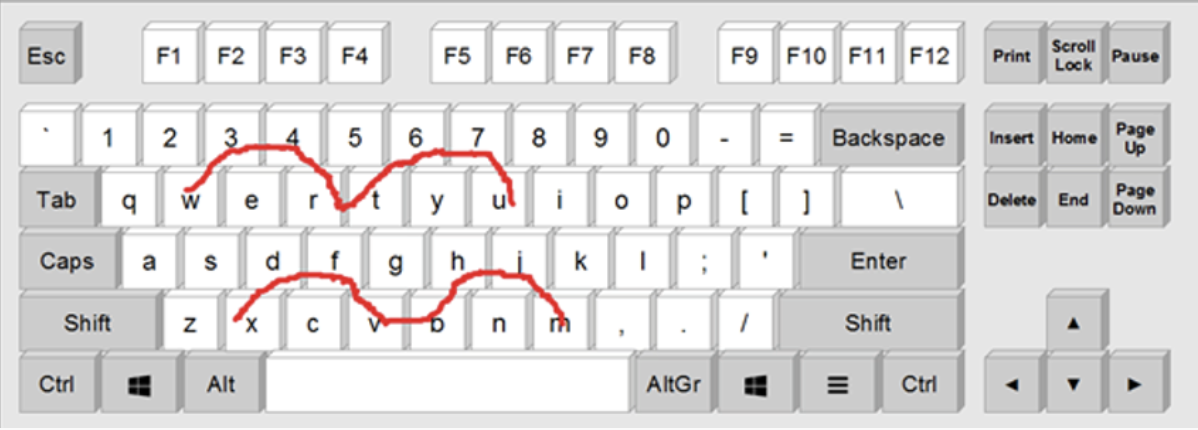 Esc F1 F2 F3 F4 F5 F6 F7 F8 F9 F10 F11 F12 Print Scroll Lock Pause
` 1 2 3 4 5 6 7 8 9 0 - = Backspace Insert Home Page Up
Tab q w e r t y u i o p [ ] \ Delete End Page Down
Caps a s d f g h j k l ; ' Enter
Shift z x c v b n m , . / Shift ▲
Ctrl Alt AltGr ☰ Ctrl ◄ ▼ ►